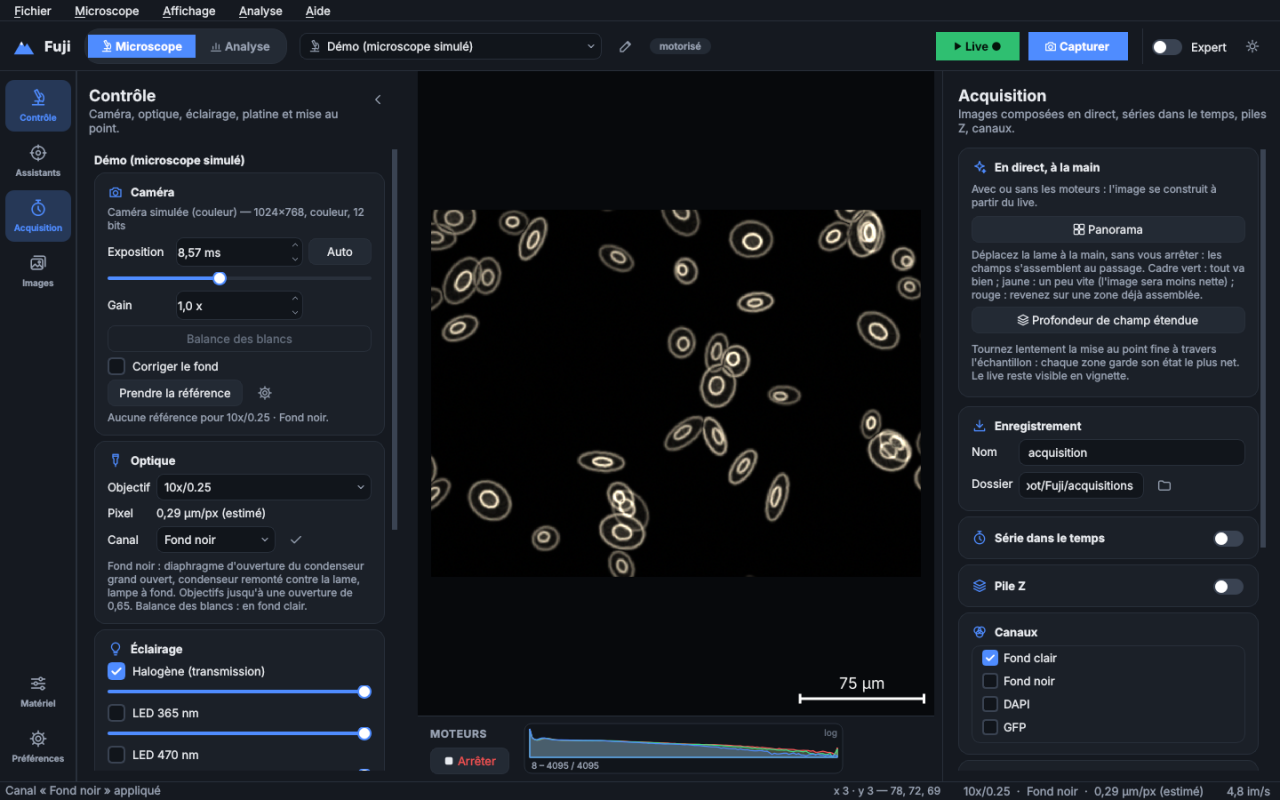 Fichier Microscope Affichage Analyse Aide
Fuji Microscope Analyse Démo (microscope simulé) motorisé Live Capturer Expert
Contrôle
Assistants
Acquisition
Images
Matériel
Préférences
Contrôle
Caméra, optique, éclairage, platine et mise au
point.
Démo (microscope simulé)
Caméra
Caméra simulée (couleur) — 1024×768, couleur, 12
bits
Exposition 8,57 ms Auto
Gain 1,0 x
Balance des blancs
Corriger le fond
Prendre la référence
Aucune référence pour 10x/0.25 · Fond noir.
Optique
Objectif 10x/0.25
Pixel 0,29 µm/px (estimé)
Canal Fond noir
Fond noir : diaphragme d'ouverture du condenseur
grand ouvert, condenseur remonté contre la lame,
lampe à fond. Objectifs jusqu'à une ouverture de
0,65. Balance des blancs : en fond clair.
Éclairage
Halogène (transmission)
LED 365 nm
LED 470 nm
75 µm
MOTEURS
Arrêter
log
8 – 4095 / 4095
Acquisition
Images composées en direct, séries dans le temps, piles
Z, canaux.
En direct, à la main
Avec ou sans les moteurs : l'image se construit à
partir du live.
Panorama
Déplacez la lame à la main, sans vous arrêter : les
champs s'assemblent au passage. Cadre vert : tout va
bien ; jaune : un peu vite (l'image sera moins nette) ;
rouge : revenez sur une zone déjà assemblée.
Profondeur de champ étendue
Tournez lentement la mise au point fine à travers
l'échantillon : chaque zone garde son état le plus net.
Le live reste visible en vignette.
Enregistrement
Nom acquisition
Dossier ot/Fuji/acquisitions
Série dans le temps
Pile Z
Canaux
Fond clair
Fond noir
DAPI
GFP
Canal « Fond noir » appliqué x 3 · y 3 — 78, 72, 69 10x/0.25 · Fond noir · 0,29 µm/px (estimé) 4,8 im/s